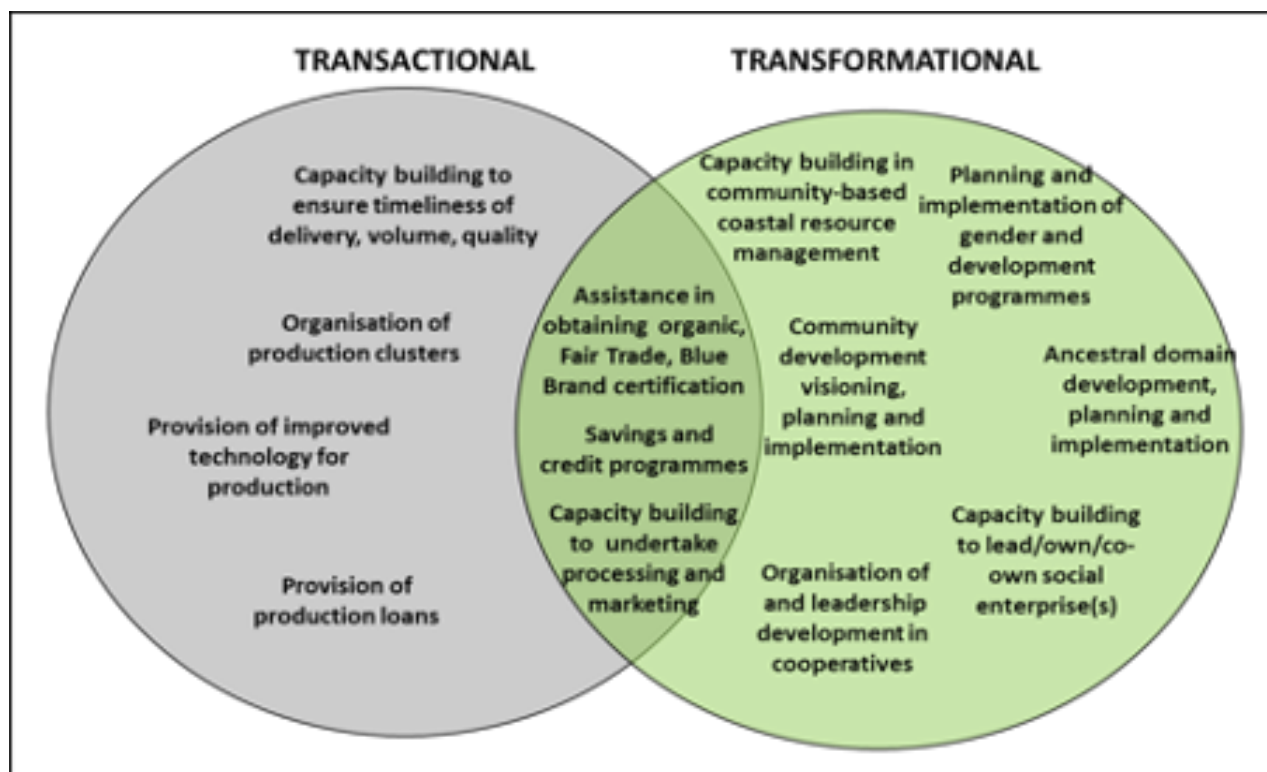 TRANSACTIONAL
TRANSFORMATIONAL
Capacity building to
ensure timeliness of
delivery, volume, quality
Organisation of
production clusters
Provision of improved
technology for
production
Provision of
production loans
Assistance in
obtaining organic,
Fair Trade, Blue
Brand certification
Savings and
credit programmes
Capacity building
to undertake
processing and
marketing
Capacity building in
community-based
coastal resource
management
Planning and
implementation of
gender and
development
programmes
Community
development
visioning,
planning and
implementation
Ancestral domain
development,
planning and
implementation
Organisation of
and leadership
development in
cooperatives
Capacity building
to lead/own/co-
own social
enterprise(s)